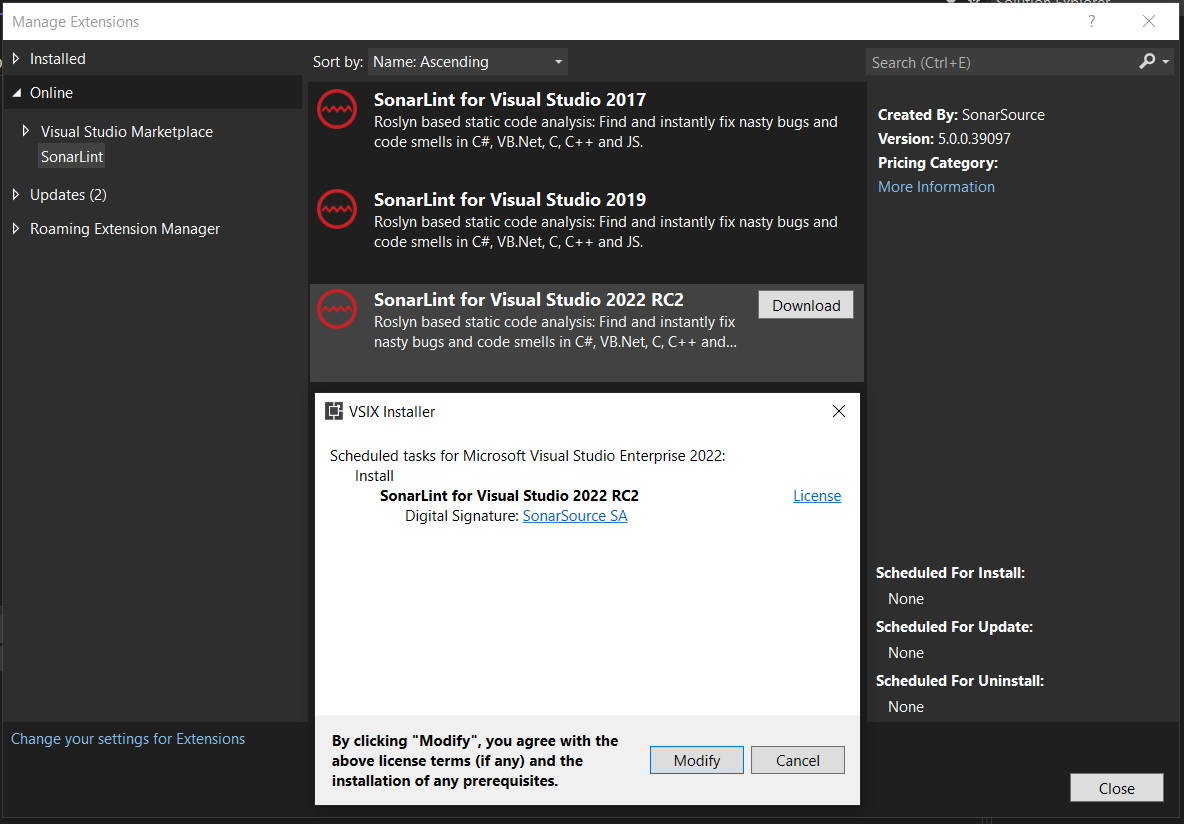 Manage Extensions
?
Installed
Online
Visual Studio Marketplace
SonarLint
Updates (2)
Roaming Extension Manager
Change your settings for Extensions
Sort by: Name: Ascending
SonarLint for Visual Studio 2017
Roslyn based static code analysis: Find and instantly fix nasty bugs and
code smells in C#, VB.Net, C, C++ and JS.
SonarLint for Visual Studio 2019
Roslyn based static code analysis: Find and instantly fix nasty bugs and
code smells in C#, VB.Net, C, C++ and JS.
SonarLint for Visual Studio 2022 RC2
Download
Roslyn based static code analysis: Find and instantly fix
nasty bugs and code smells in C#, VB.Net, C, C++ and...
VSIX Installer
Scheduled tasks for Microsoft Visual Studio Enterprise 2022:
Install
SonarLint for Visual Studio 2022 RC2
License
Digital Signature: SonarSource SA
By clicking "Modify", you agree with the
above license terms (if any) and the
installation of any prerequisites.
Modify
Cancel
Search (Ctrl+E)
Created By: SonarSource
Version: 5.0.0.39097
Pricing Category:
More Information
Scheduled For Install:
None
Scheduled For Update:
None
Scheduled For Uninstall:
None
Close